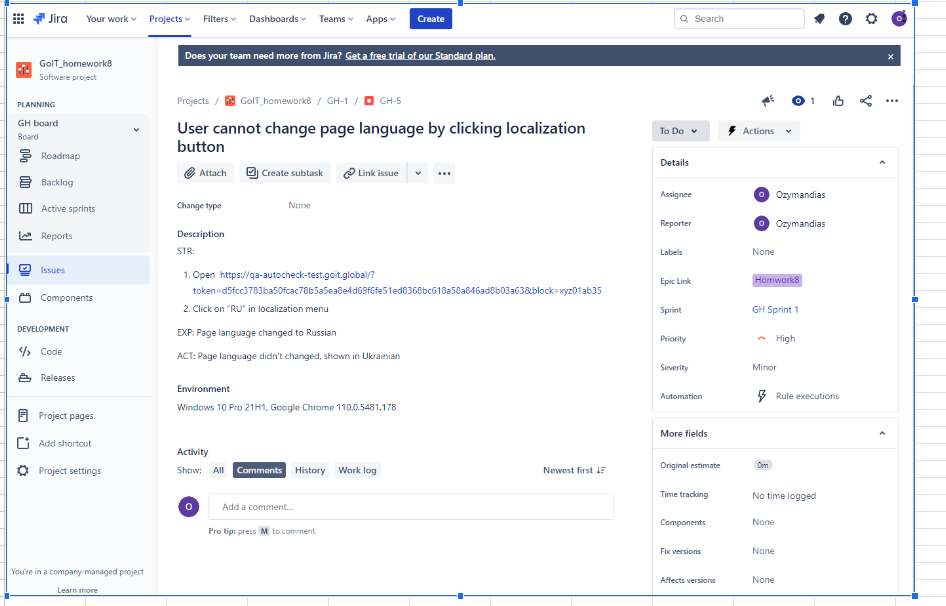 Jira
Your work
Projects
Filters
Dashboards
Teams
Apps
Create
Search
O
GoIT_homework8
Software project
PLANNING
GH board
Board
Roadmap
Backlog
Active sprints
Reports
Issues
Components
DEVELOPMENT
Code
Releases
Project pages
Add shortcut
Project settings
You're in a company-managed project
Learn more
Does your team need more from Jira? Get a free trial of our Standard plan.
Projects / GoIT_homework8 / GH-1 / GH-5
1
User cannot change page language by clicking localization
button
Attach
Create subtask
Link issue
Change type
None
Description
STR:
1. Open https://qa-autocheck-test.goit.global/?
token=d5fcc3783ba50fcac78b5a5ea8e4d69f6fe51ed8368bc618a58a846ad8b03a63&block=xyz01ab35
2. Click on "RU" in localization menu
EXP: Page language changed to Russian
ACT: Page language didn't changed, shown in Ukrainian
Environment
Windows 10 Pro 21H1, Google Chrome 110.0.5481.178
Activity
Show:
All
Comments
History
Work log
Newest first
O
Add a comment...
Pro tip: press M to comment
To Do
Actions
Details
Assignee
O Ozymandias
Reporter
O Ozymandias
Labels
None
Epic Link
Homwork8
Sprint
GH Sprint 1
Priority
High
Severity
Minor
Automation
Rule executions
More fields
Original estimate
0m
Time tracking
No time logged
Components
None
Fix versions
None
Affects versions
None